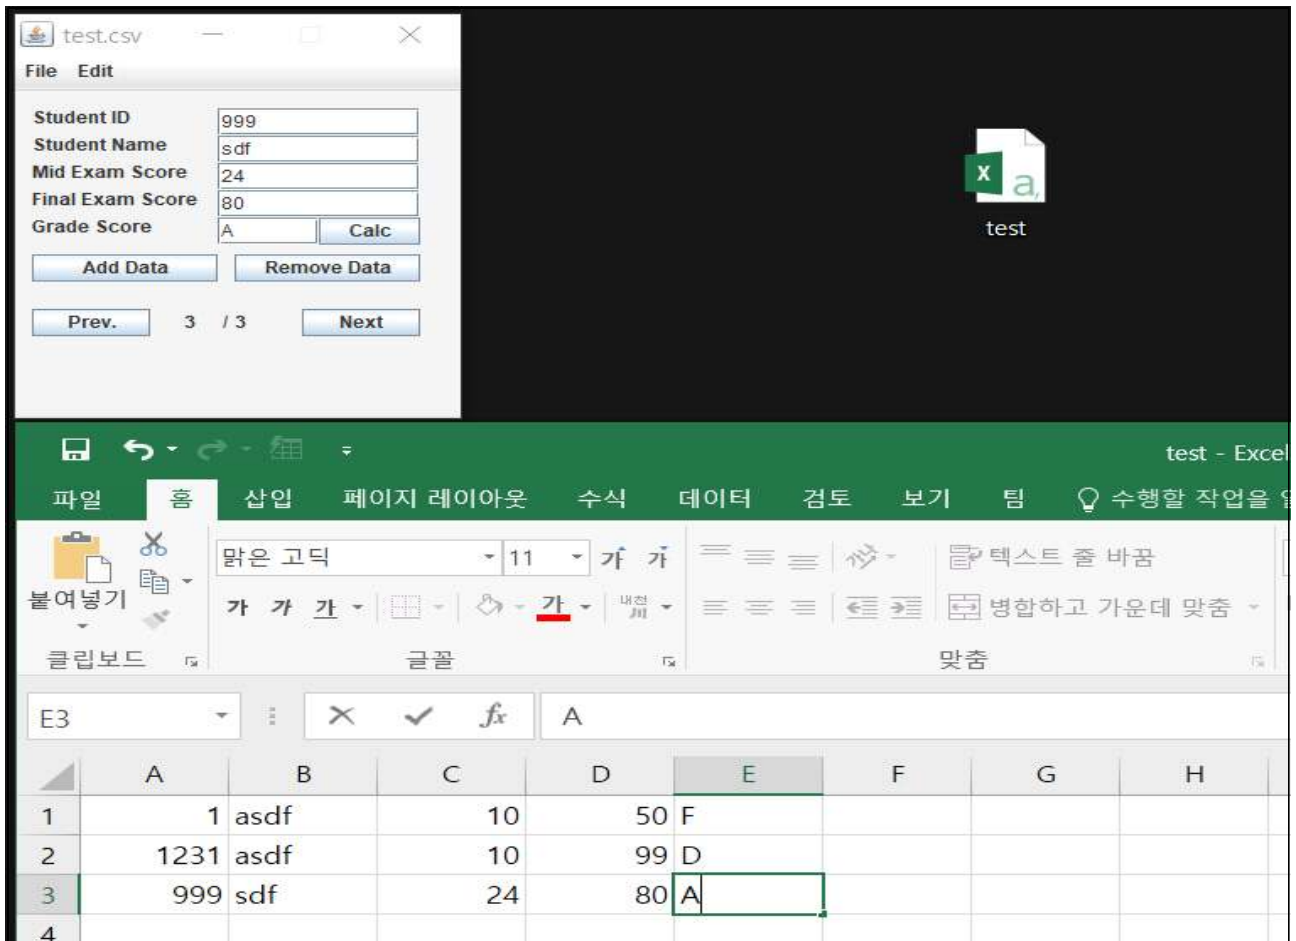 test.csv
File Edit
Student ID 999
Student Name sdf
Mid Exam Score 24
Final Exam Score 80
Grade Score A Calc
Add Data Remove Data
Prev. 3 / 3 Next
a,
test
test - Excel
파일 홈 삽입 페이지 레이아웃 수식 데이터 검토 보기 팀 수행할 작업을
맑은 고딕 11 가 가 텍스트 줄 바꿈
붙여넣기 가 가 가 가 내천 川 병합하고 가운데 맞춤
클립보드 글꼴 맞춤
E3 fx A
A B C D E F G H
1 1 asdf 10 50 F
2 1231 asdf 10 99 D
3 999 sdf 24 80 A
4